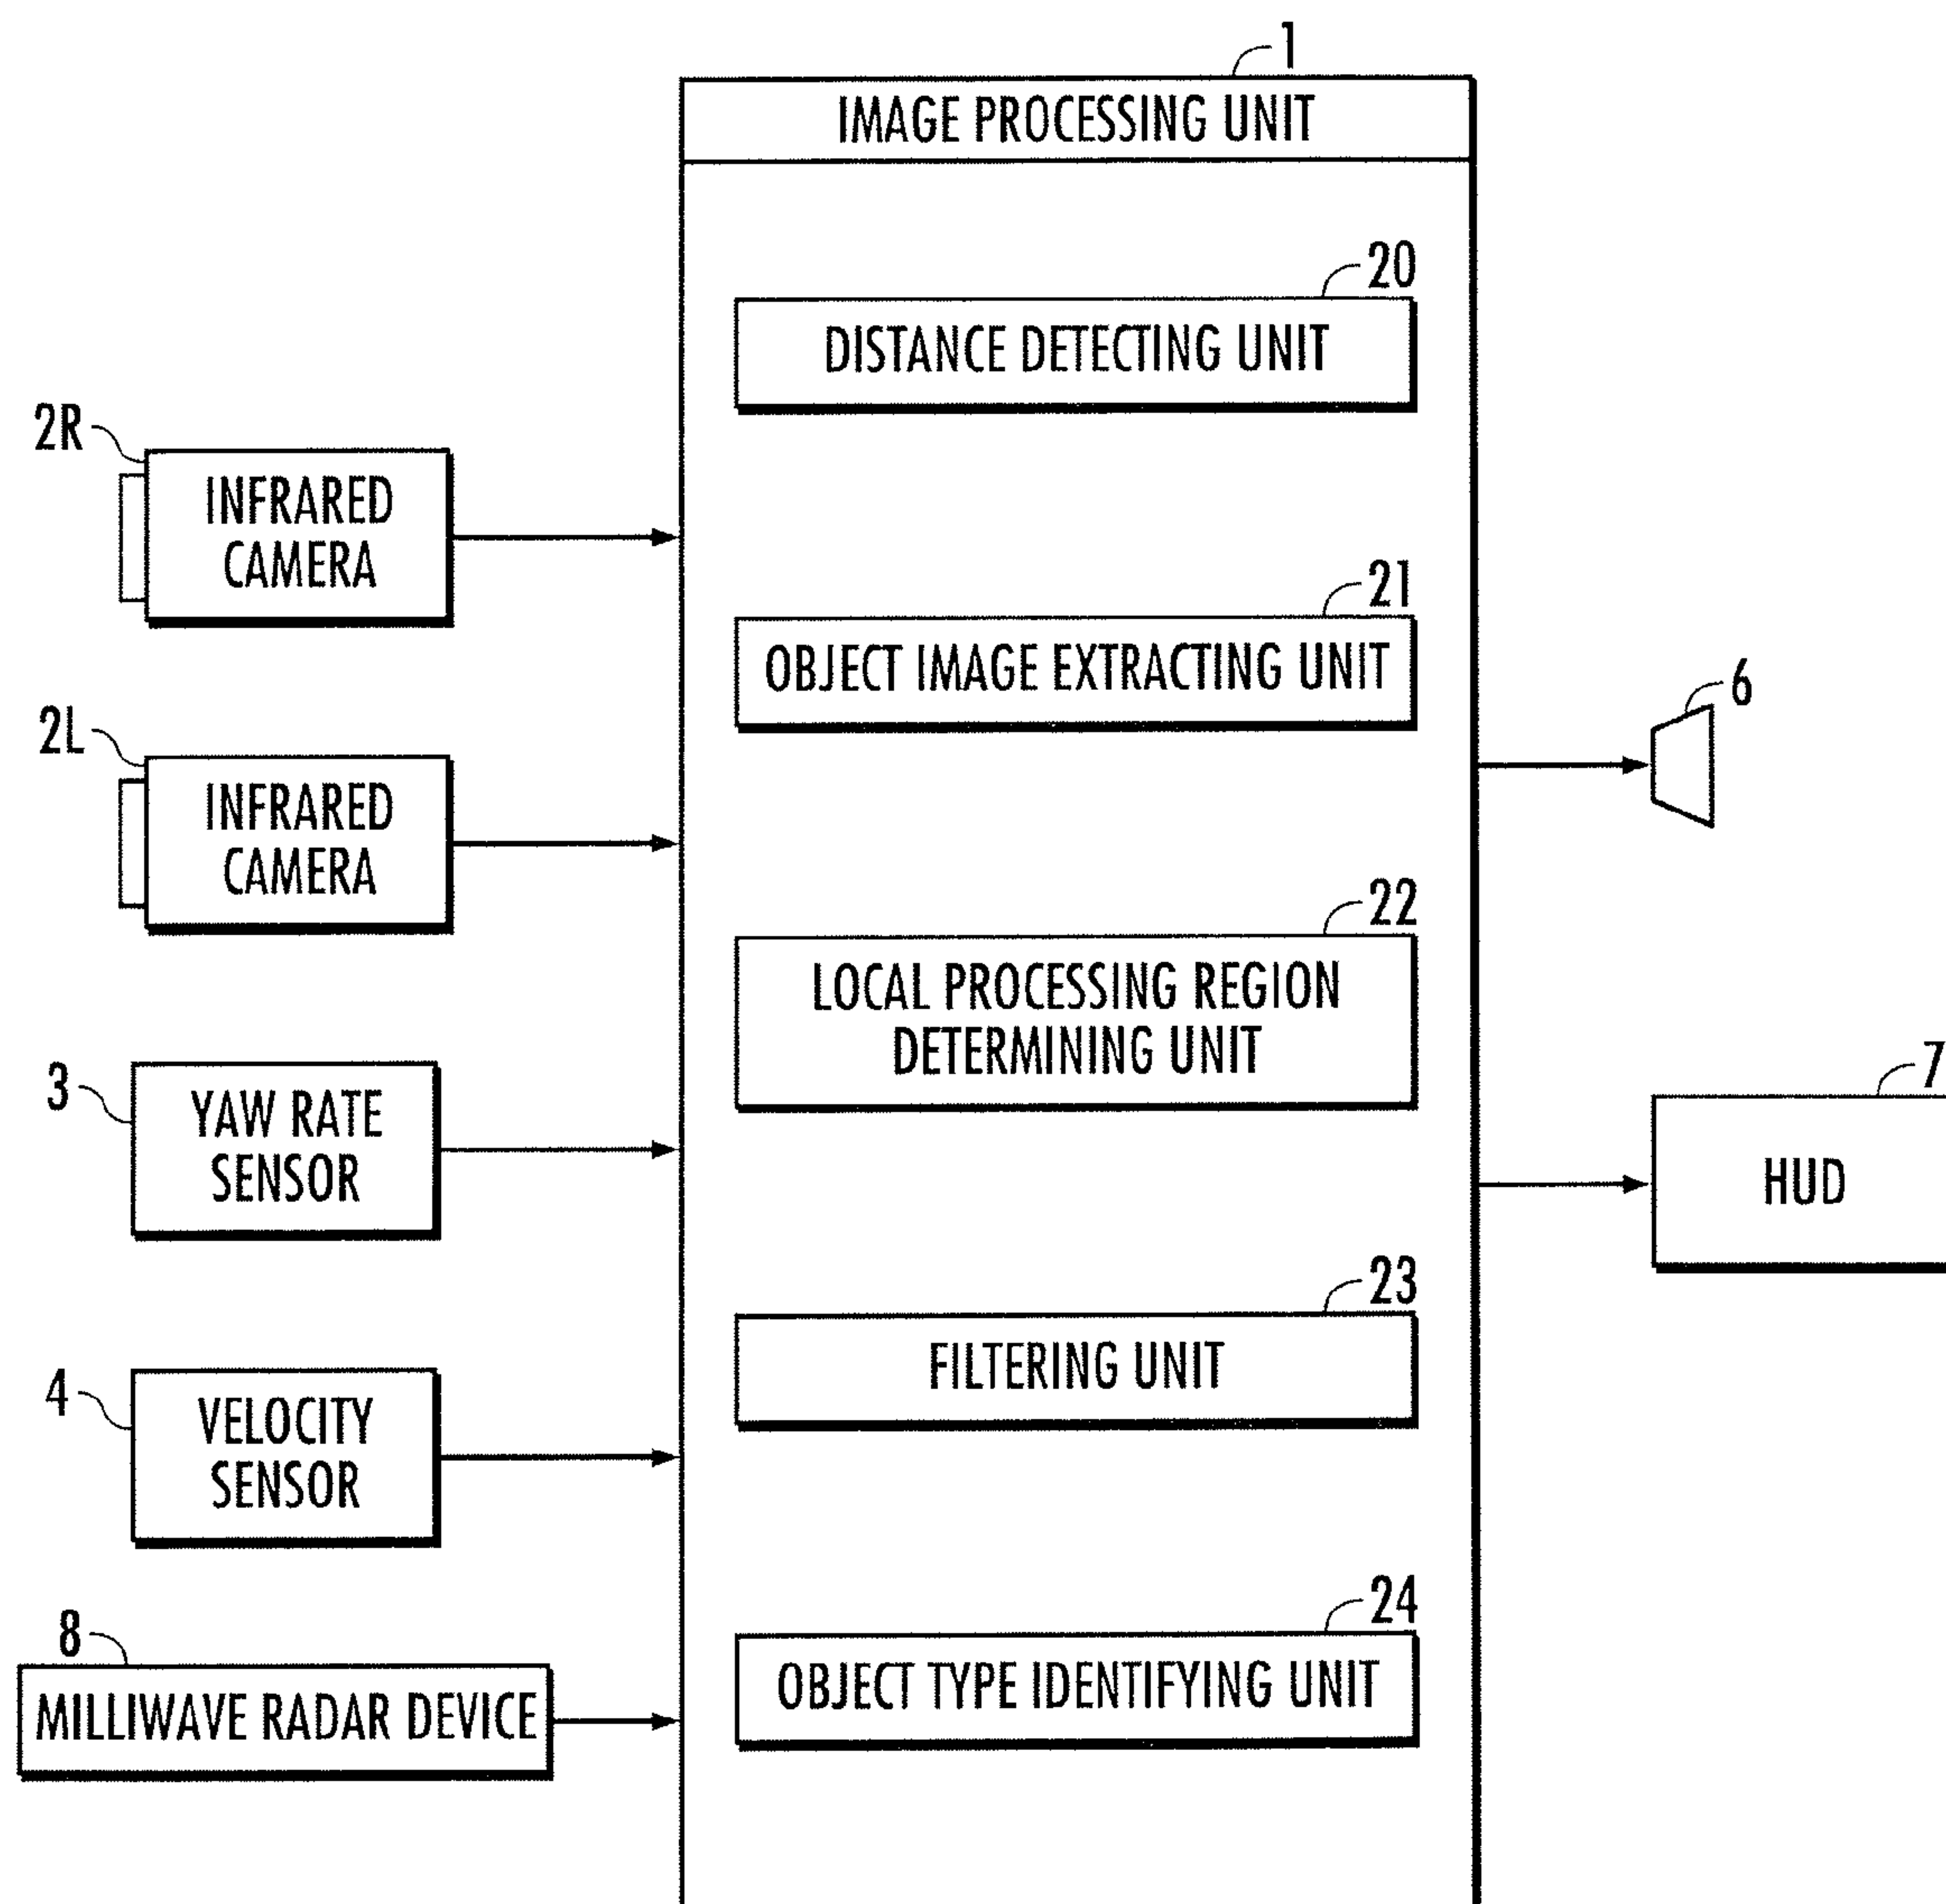 1
IMAGE PROCESSING UNIT
20
DISTANCE DETECTING UNIT
2R
INFRARED
CAMERA
21
OBJECT IMAGE EXTRACTING UNIT
6
2L
INFRARED
CAMERA
22
LOCAL PROCESSING REGION
DETERMINING UNIT
7
HUD
3
YAW RATE
SENSOR
23
FILTERING UNIT
4
VELOCITY
SENSOR
24
OBJECT TYPE IDENTIFYING UNIT
8
MILLIWAVE RADAR DEVICE